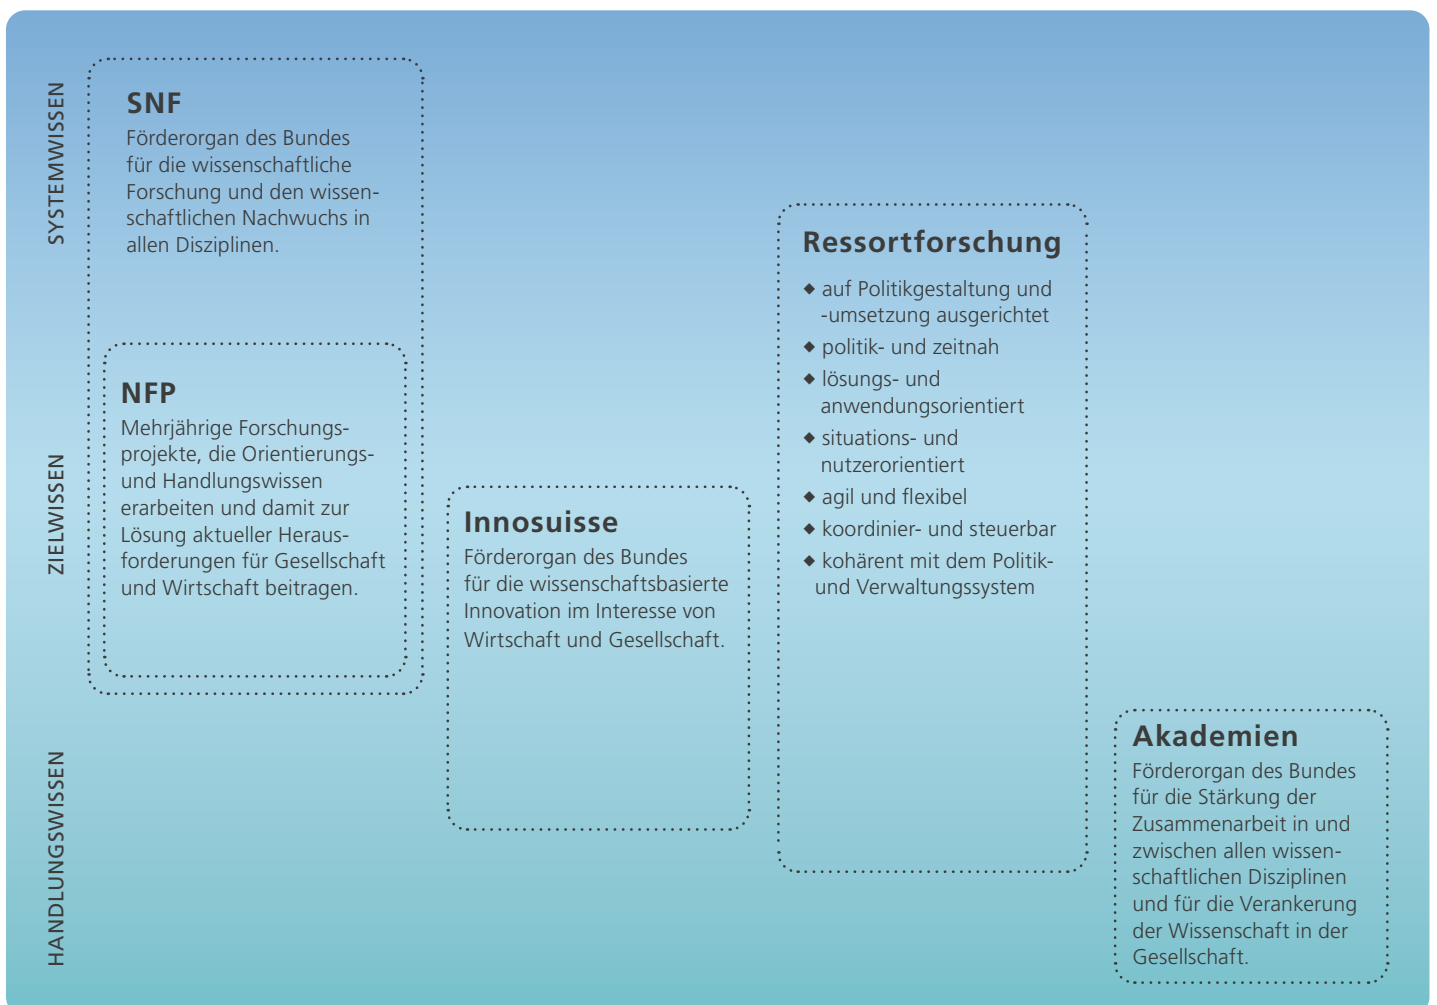 SYSTEMWISSEN
ZIELWISSEN
HANDLUNGSWISSEN
SNF
Förderorgan des Bundes
für die wissenschaftliche
Forschung und den wissen-
schaftlichen Nachwuchs in
allen Disziplinen.
NFP
Mehrjährige Forschungs-
projekte, die Orientierungs-
und Handlungswissen
erarbeiten und damit zur
Lösung aktueller Heraus-
forderungen für Gesellschaft
und Wirtschaft beitragen.
Innosuisse
Förderorgan des Bundes
für die wissenschaftsbasierte
Innovation im Interesse von
Wirtschaft und Gesellschaft.
Ressortforschung
◆ auf Politikgestaltung und
-umsetzung ausgerichtet
◆ politik- und zeitnah
◆ lösungs- und
anwendungsorientiert
◆ situations- und
nutzerorientiert
◆ agil und flexibel
◆ koordinier- und steuerbar
◆ kohärent mit dem Politik-
und Verwaltungssystem
Akademien
Förderorgan des Bundes
für die Stärkung der
Zusammenarbeit in und
zwischen allen wissen-
schaftlichen Disziplinen
und für die Verankerung
der Wissenschaft in der
Gesellschaft.